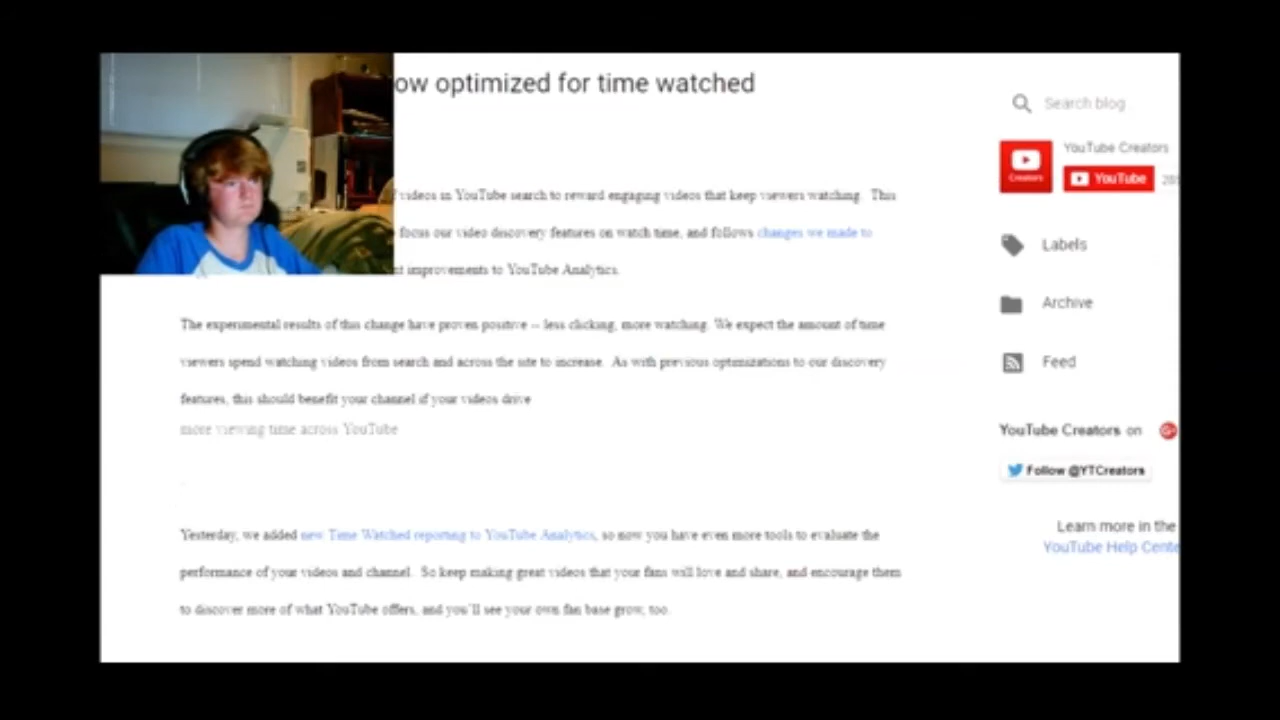 ow optimized for time watched
Search blog
YouTube Creators
Creators
YouTube
285
videos in YouTube search to reward engaging videos that keep viewers watching. This
focus our video discovery features on watch time, and follows changes we made to
improvements to YouTube Analytics.
Labels
Archive
Feed
The experimental results of this change have proven positive -- less clicking, more watching. We expect the amount of time
viewers spend watching videos from search and across the site to increase. As with previous optimizations to our discovery
features, this should benefit your channel if your videos drive
more viewing time across YouTube
.
YouTube Creators on
Follow @YTCreators
Learn more in the
YouTube Help Cente
Yesterday, we added new Time Watched reporting to YouTube Analytics, so now you have even more tools to evaluate the
performance of your videos and channel. So keep making great videos that your fans will love and share, and encourage them
to discover more of what YouTube offers, and you'll see your own fan base grow, too.